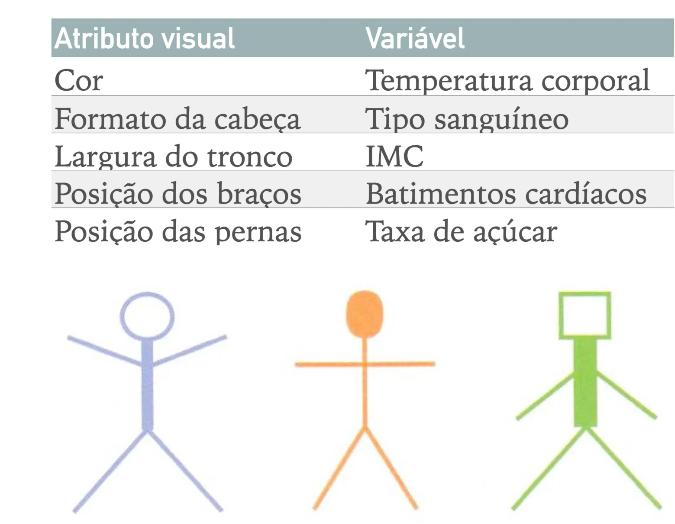 Atributo visual Variável
Cor Temperatura corporal
Formato da cabeça Tipo sanguíneo
Largura do tronco IMC
Posição dos braços Batimentos cardíacos
Posição das pernas Taxa de açúcar